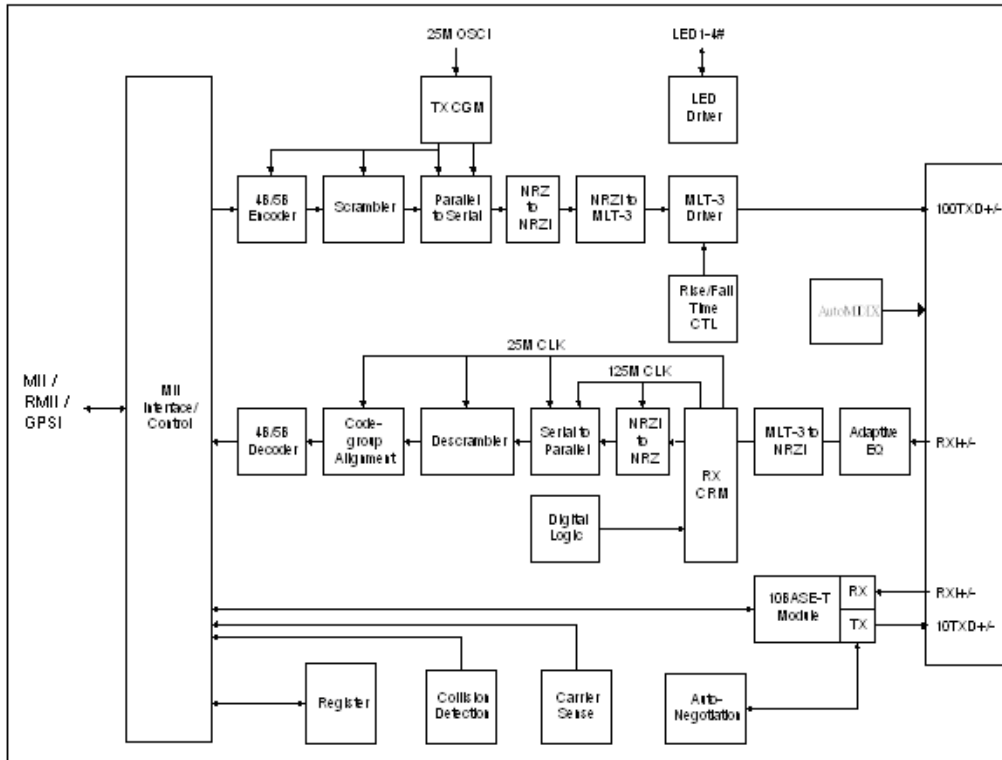 25M OSCI
LED1-4#
TX CGM
LED
Driver
4B/5B
Encoder
Scrambler
Parallel
to Serial
NRZ
to
NRZI
NRZI to
MLT-3
MLT-3
Driver
100TXD+/-
Rise/Fall
Time
CTL
AutoMDIX
25M CLK
125M CLK
MII /
RMII /
GPSI
MII
Interface/
Control
4B/5B
Decoder
Code-
group
Alignment
Descrambler
Serial to
Parallel
NRZI
to
NRZ
RX
CRM
MLT-3 to
NRZI
Adaptive
EQ
RXI+/-
Digital
Logic
10BASE-T
Module
RX
TX
RXI+/-
10TXD+/-
Register
Collision
Detection
Carrier
Sense
Auto-
Negotiation